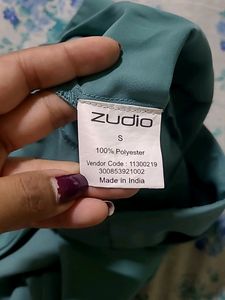 zudio
S
100% Polyester
Vendor Code : 11300219
300853921002
Made in India